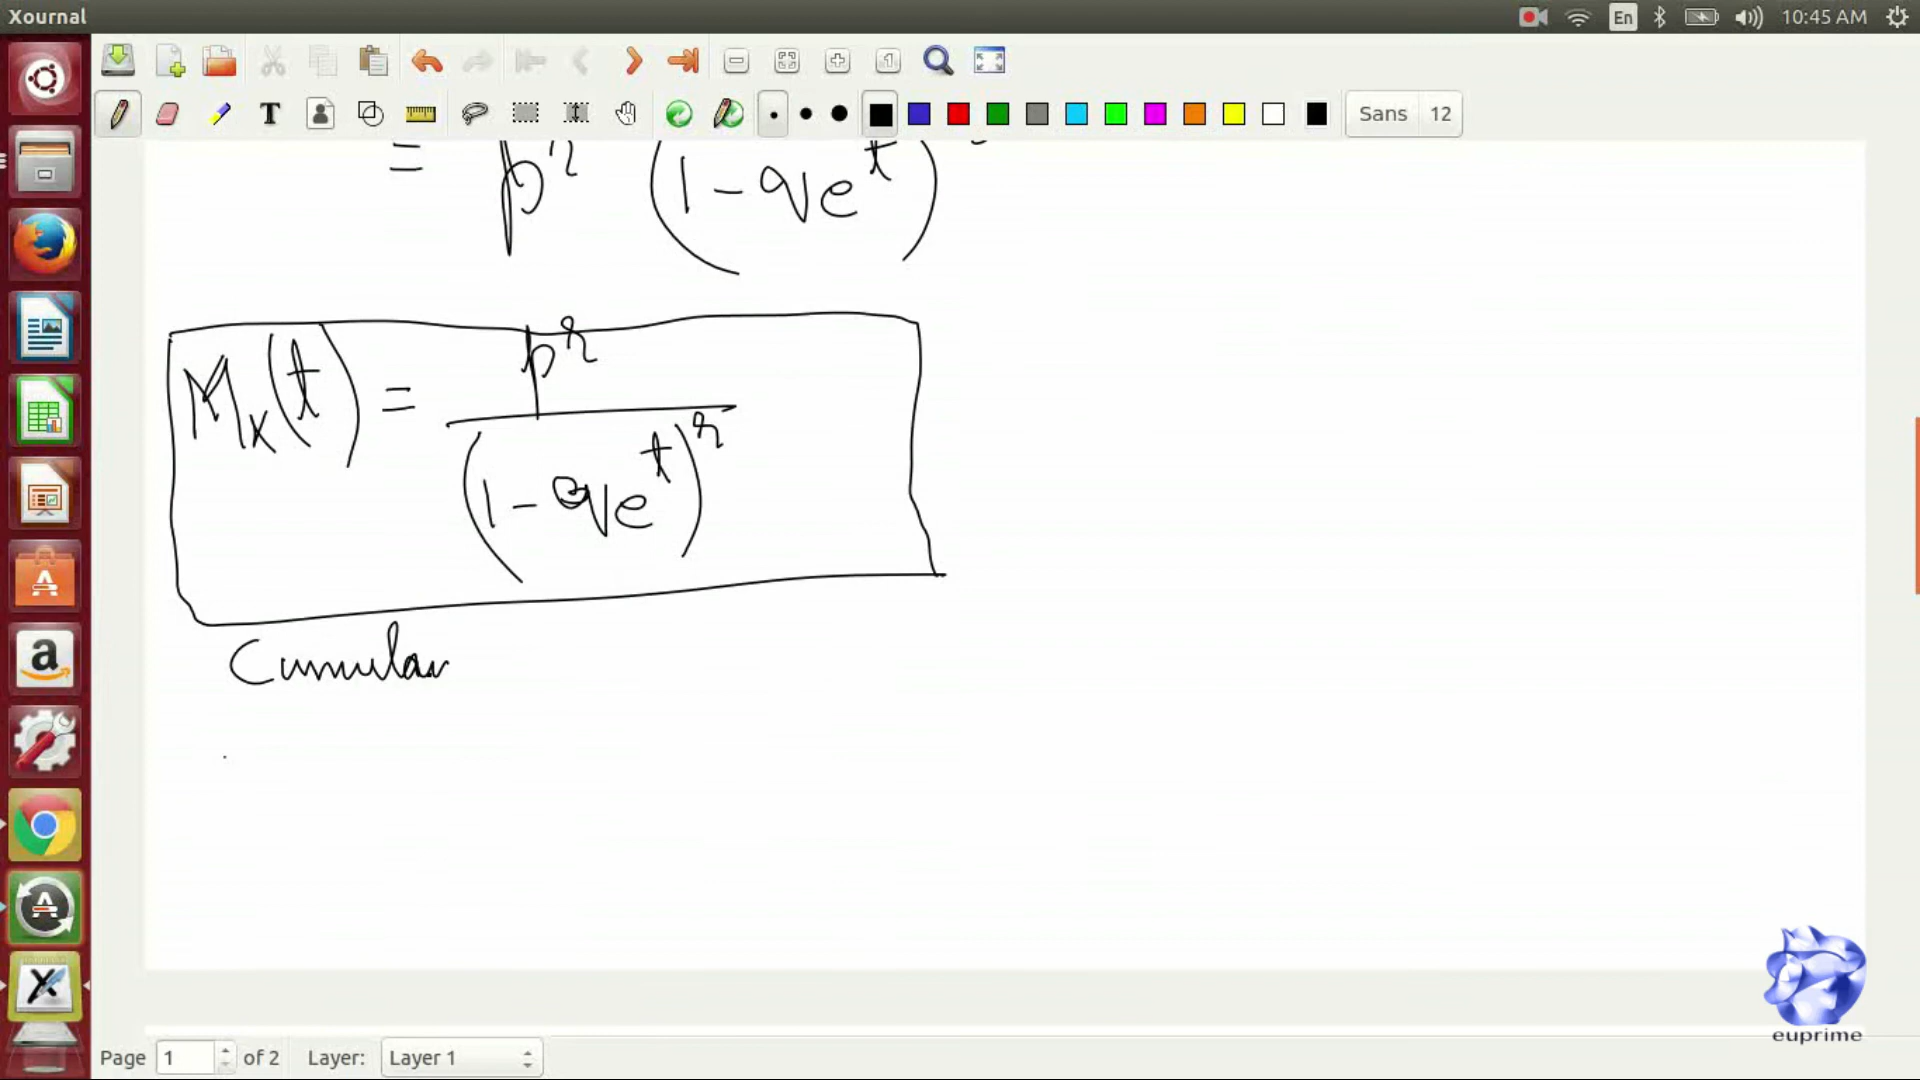 Xournal
En
10:45 AM
T
Sans 12
= p^r (1 - qe^t)
M_X(t) = p^r / (1 - qe^t)^r
Cumulan
euprime
Page 1 of 2 Layer: Layer 1